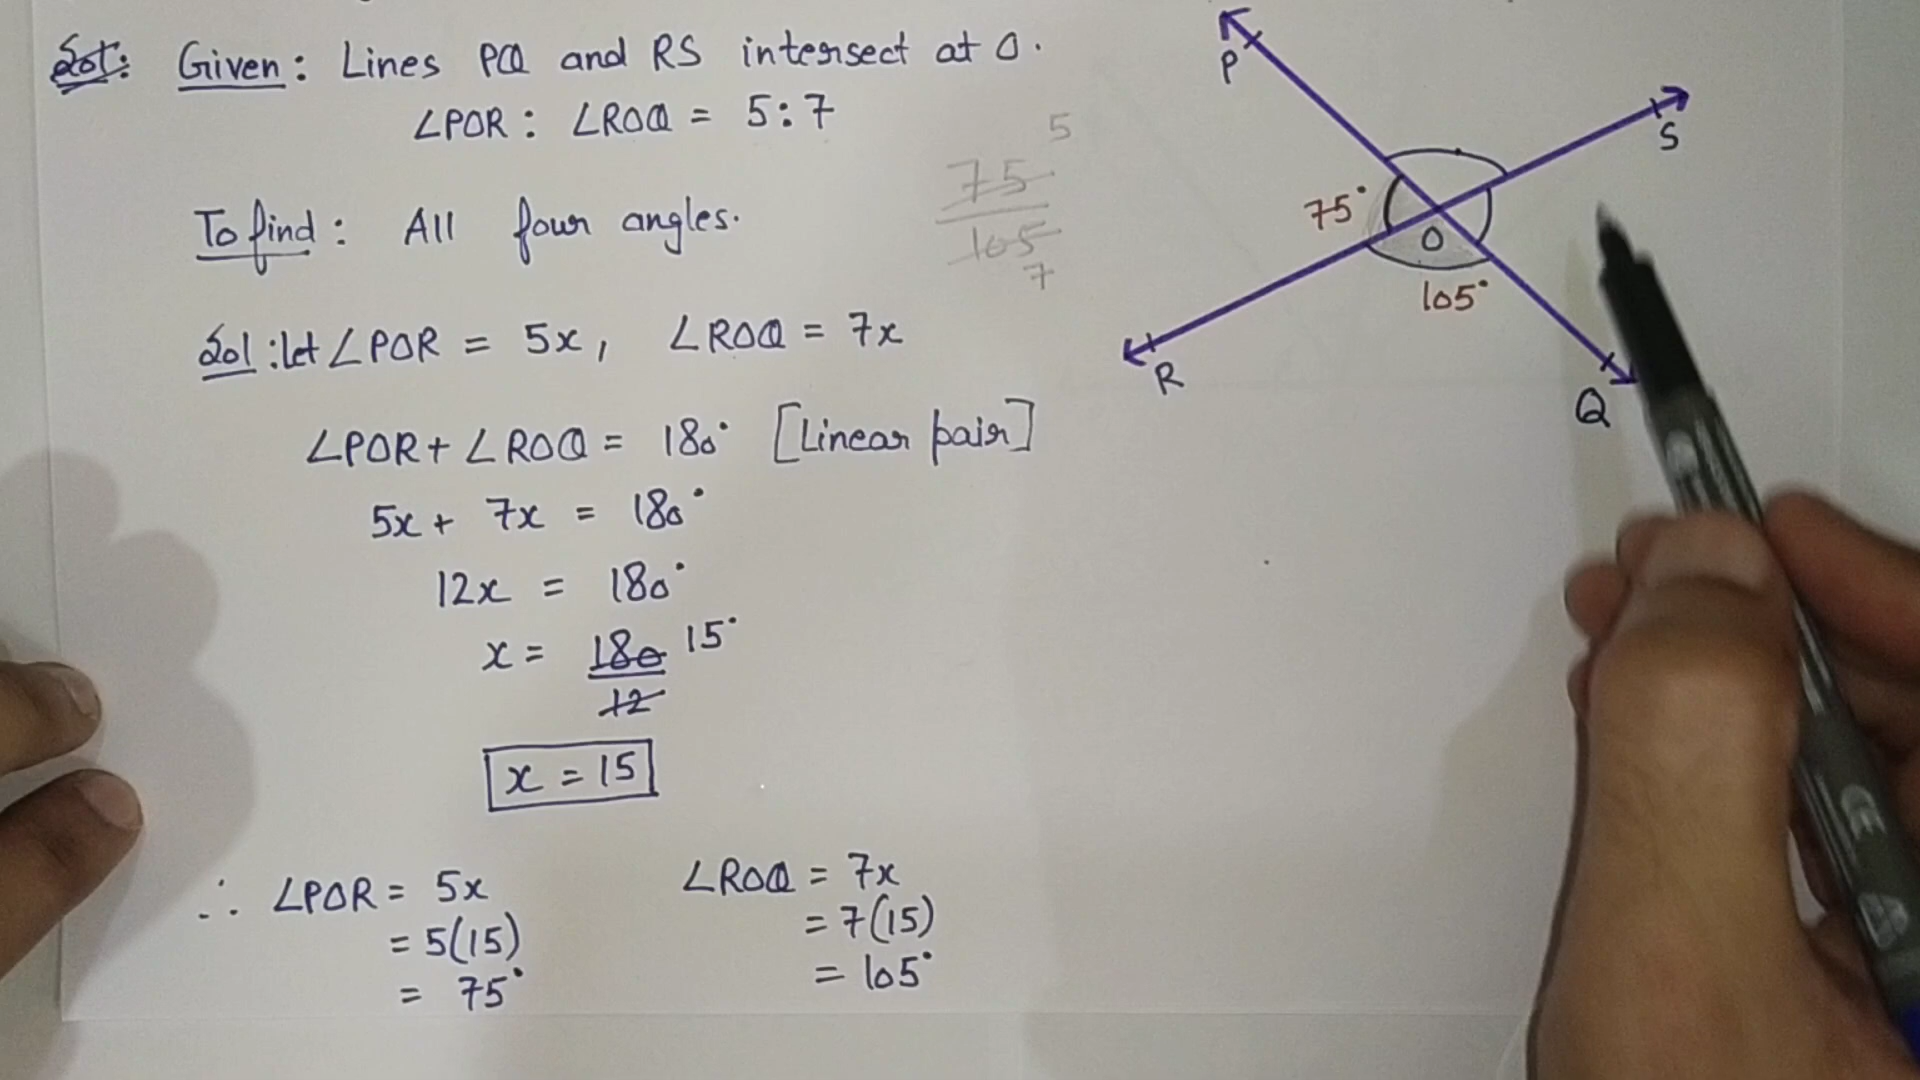 Sol: Given: Lines PQ and RS intersect at O.
∠POR : ∠ROQ = 5:7
5
75
105
7
To find: All four angles.
Sol: let ∠POR = 5x, ∠ROQ = 7x
∠POR + ∠ROQ = 180° [Linear pair]
5x + 7x = 180°
12x = 180°
x = 180 15°
12
x = 15
∴ ∠POR = 5x
= 5(15)
= 75°
∠ROQ = 7x
= 7(15)
= 105°
P
S
75°
O
105°
R
Q